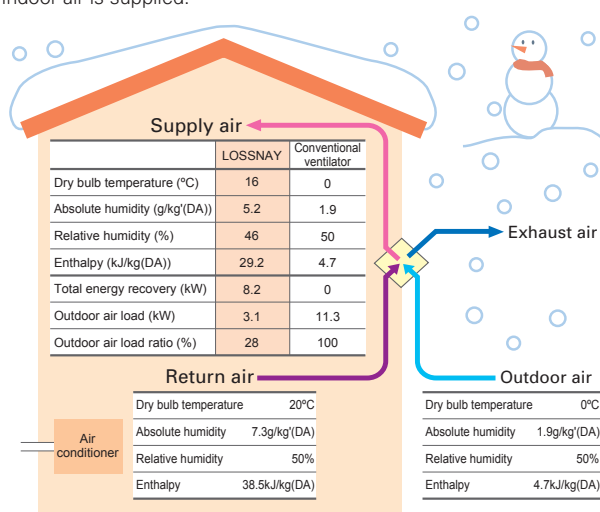 indoor air is supplied.
Supply air
LOSSNAY Conventional
ventilator
Dry bulb temperature (ºC) 16 0
Absolute humidity (g/kg'(DA)) 5.2 1.9
Relative humidity (%) 46 50
Enthalpy (kJ/kg(DA)) 29.2 4.7
Total energy recovery (kW) 8.2 0
Outdoor air load (kW) 3.1 11.3
Outdoor air load ratio (%) 28 100
Exhaust air
Return air
Dry bulb temperature 20ºC
Absolute humidity 7.3g/kg'(DA)
Relative humidity 50%
Enthalpy 38.5kJ/kg(DA)
Outdoor air
Dry bulb temperature 0ºC
Absolute humidity 1.9g/kg'(DA)
Relative humidity 50%
Enthalpy 4.7kJ/kg(DA)
Air
conditioner